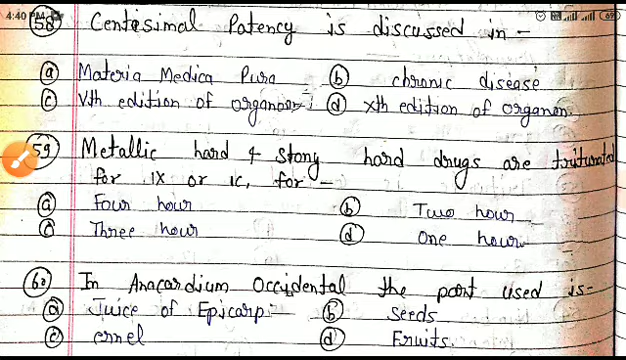 4:40 PM
69
58 Centesimal Potency is discussed in -
a Materia Medica Pura b chronic disease
c Vth edition of organon d xth edition of organon.
59 Metallic hard & Stony hard drugs are triturated
for 1X or 1C, for -
a Four hour b Two hour
c Three hour d One hour
60 In Anacardium Occidental the part used is -
a Juice of Epicarp b seeds
c ernel d Fruits.